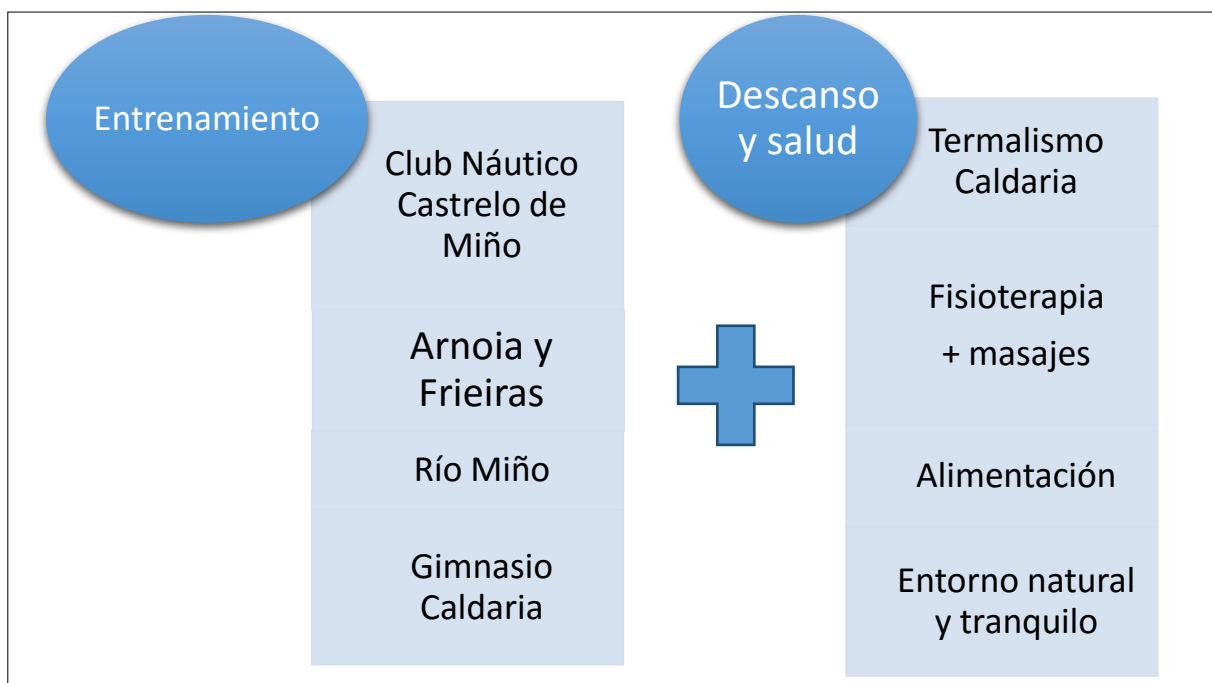 Entrenamiento
Club Náutico
Castrelo de
Miño
Arnoia y
Frieiras
Río Miño
Gimnasio
Caldaria
Descanso
y salud
Termalismo
Caldaria
Fisioterapia
+ masajes
Alimentación
Entorno natural
y tranquilo